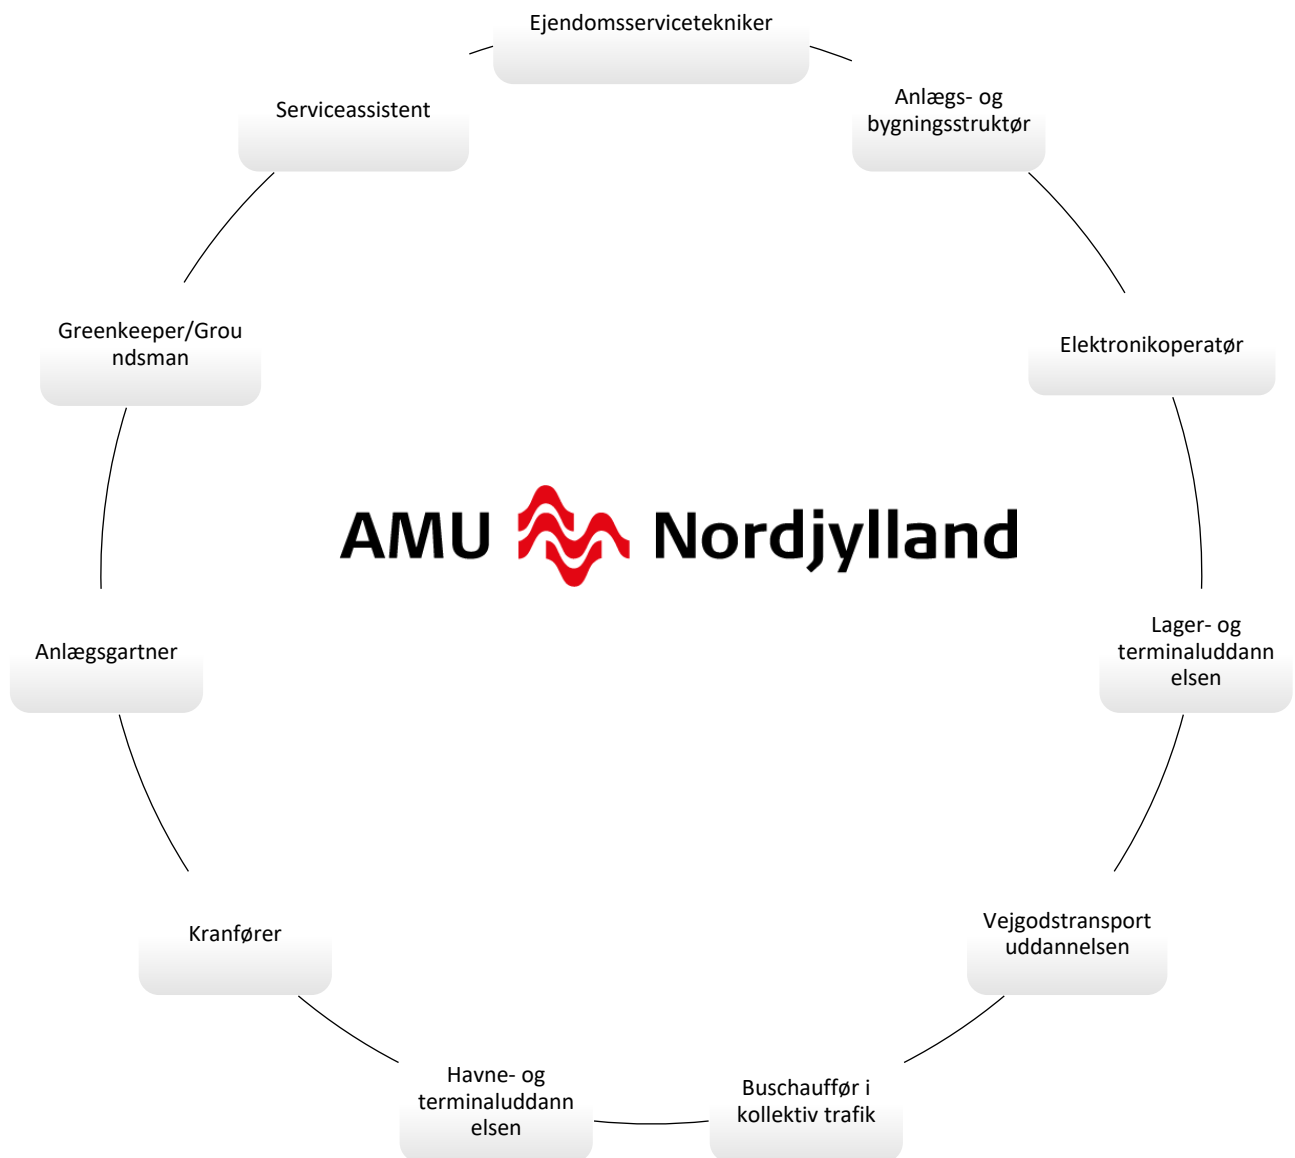 Ejendomsservicetekniker
Anlægs- og
bygningsstruktør
Elektronikoperatør
Lager- og
terminaluddann
elsen
Vejgodstransport
uddannelsen
Buschauffør i
kollektiv trafik
Havne- og
terminaluddann
elsen
Kranfører
Anlægsgartner
Greenkeeper/Grou
ndsman
Serviceassistent
AMU Nordjylland